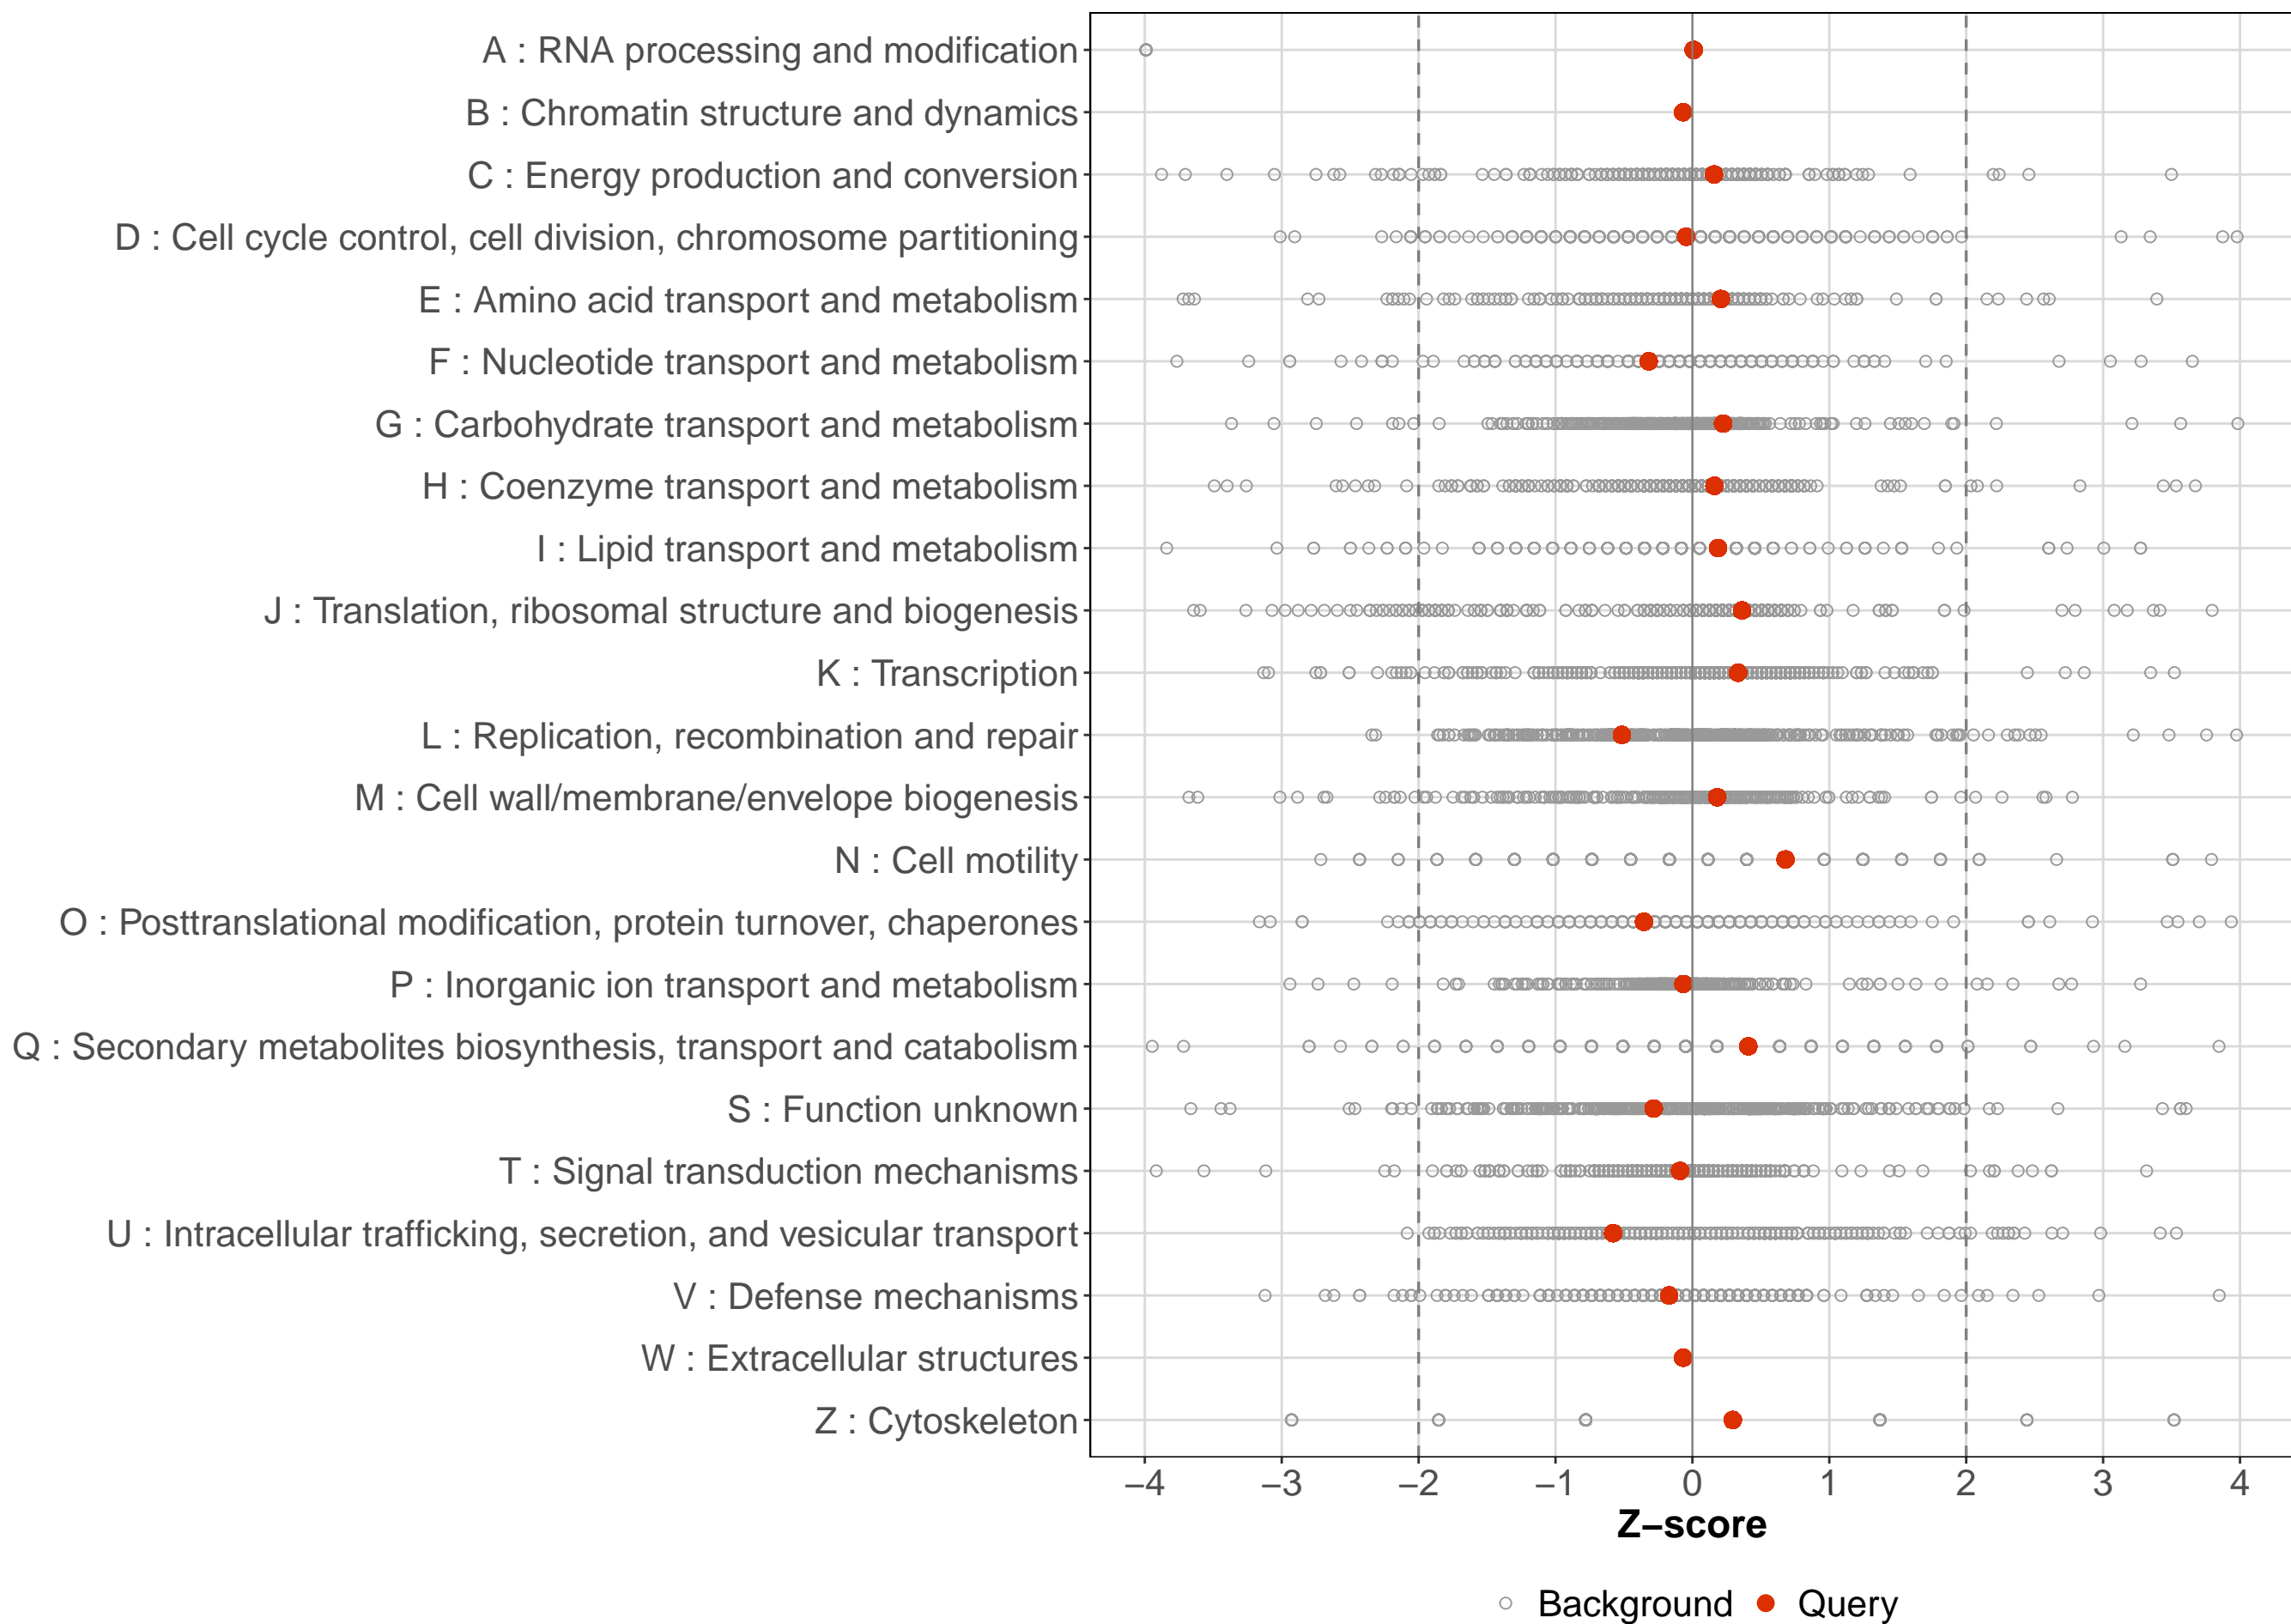 A : RNA processing and modification
B : Chromatin structure and dynamics
C : Energy production and conversion
D : Cell cycle control, cell division, chromosome partitioning
E : Amino acid transport and metabolism
F : Nucleotide transport and metabolism
G : Carbohydrate transport and metabolism
H : Coenzyme transport and metabolism
I : Lipid transport and metabolism
J : Translation, ribosomal structure and biogenesis
K : Transcription
L : Replication, recombination and repair
M : Cell wall/membrane/envelope biogenesis
N : Cell motility
O : Posttranslational modification, protein turnover, chaperones
P : Inorganic ion transport and metabolism
Q : Secondary metabolites biosynthesis, transport and catabolism
S : Function unknown
T : Signal transduction mechanisms
U : Intracellular trafficking, secretion, and vesicular transport
V : Defense mechanisms
W : Extracellular structures
Z : Cytoskeleton
−4 −3 −2 −1 0 1 2 3 4
Z−score
Background Query